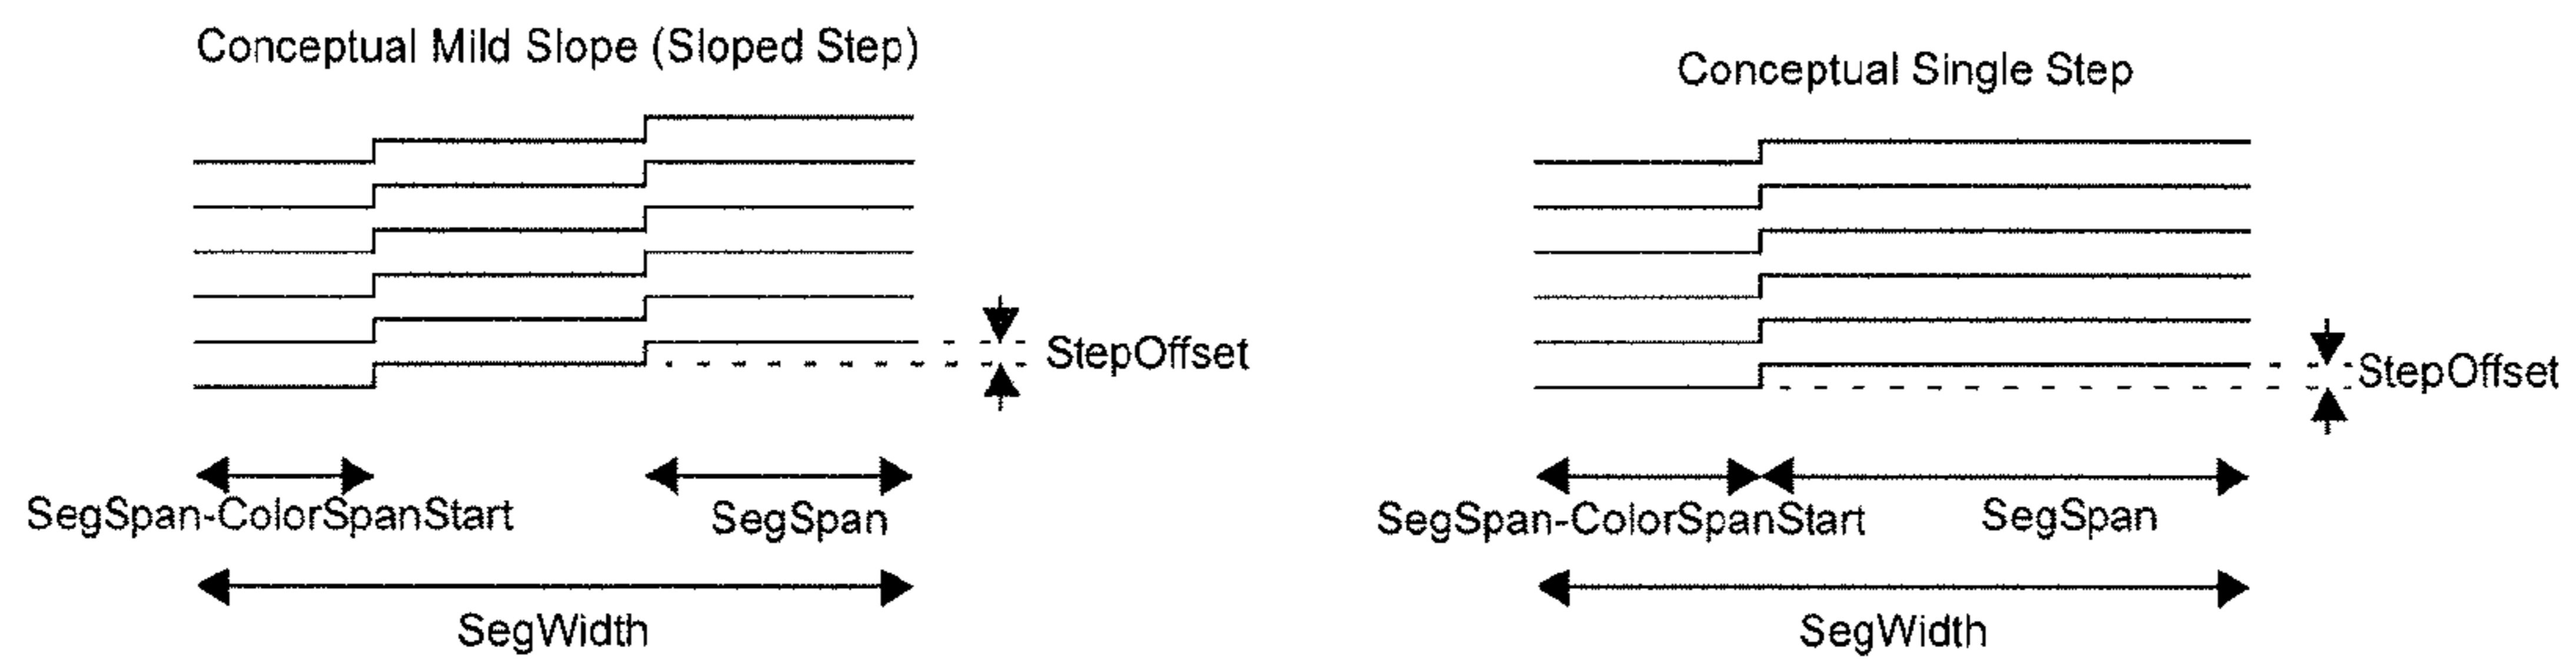 Conceptual Mild Slope (Sloped Step)
StepOffset
SegSpan-ColorSpanStart
SegSpan
SegWidth
Conceptual Single Step
StepOffset
SegSpan-ColorSpanStart
SegSpan
SegWidth